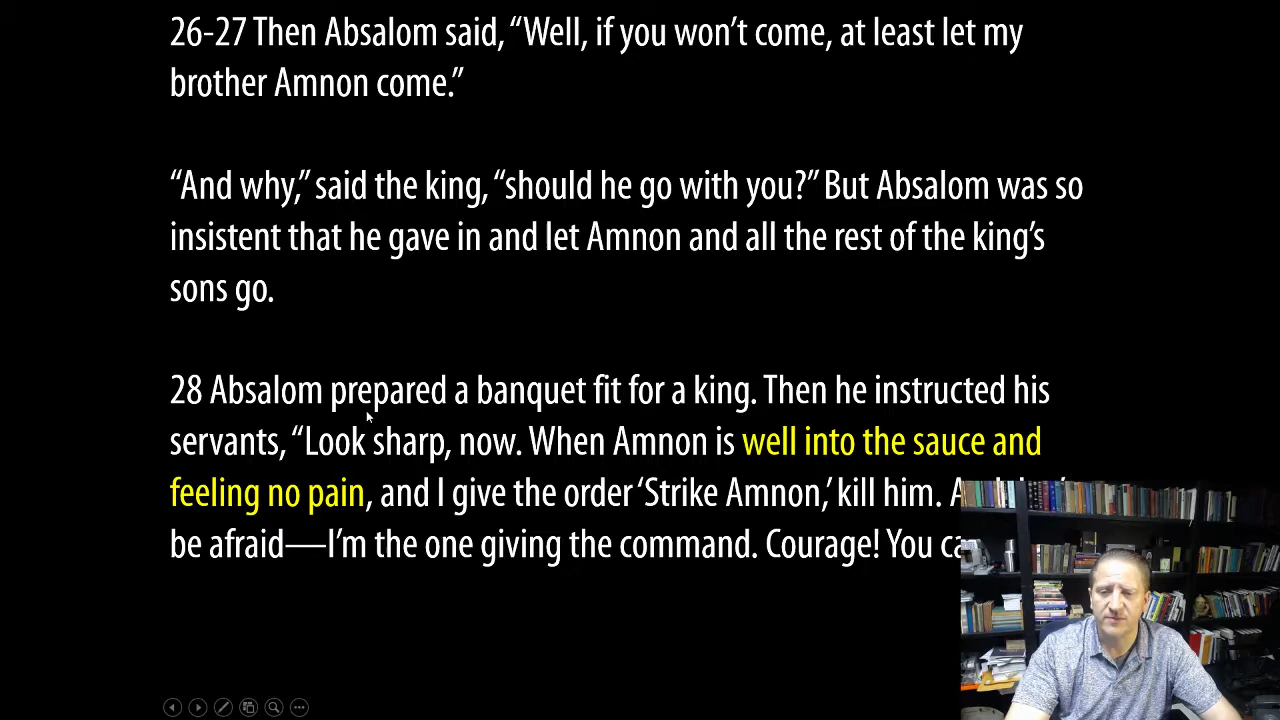 26-27 Then Absalom said, “Well, if you won’t come, at least let my
brother Amnon come.”
“And why,” said the king, “should he go with you?” But Absalom was so
insistent that he gave in and let Amnon and all the rest of the king’s
sons go.
28 Absalom prepared a banquet fit for a king. Then he instructed his
servants, “Look sharp, now. When Amnon is well into the sauce and
feeling no pain, and I give the order ‘Strike Amnon,’ kill him.
be afraid—I’m the one giving the command. Courage! You